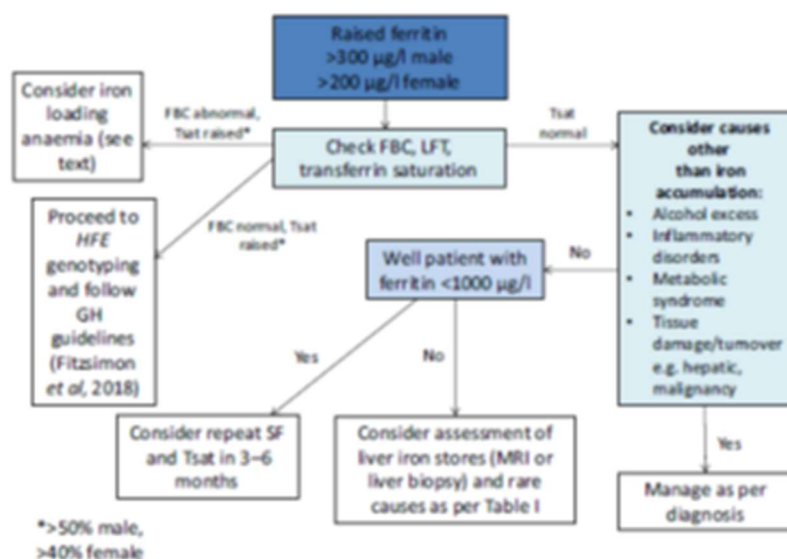 Raised ferritin
>300 µg/l male
>200 µg/l female
Consider iron
loading
anaemia (see
text)
FBC abnormal,
Tsat raised*
Check FBC, LFT,
transferrin saturation
Tsat
normal
Consider causes
other
than iron
accumulation:
• Alcohol excess
• Inflammatory
disorders
• Metabolic
syndrome
• Tissue
damage/turnover
e.g. hepatic,
malignancy
Proceed to
HFE
genotyping
and follow
GH
guidelines
(Fitzsimon
et al, 2018)
FBC normal, Tsat
raised*
No
Well patient with
ferritin <1000 µg/l
Yes
No
Consider repeat SF
and Tsat in 3–6
months
Consider assessment of
liver iron stores (MRI or
liver biopsy) and rare
causes as per Table I
Yes
Manage as per
diagnosis
*>50% male,
>40% female